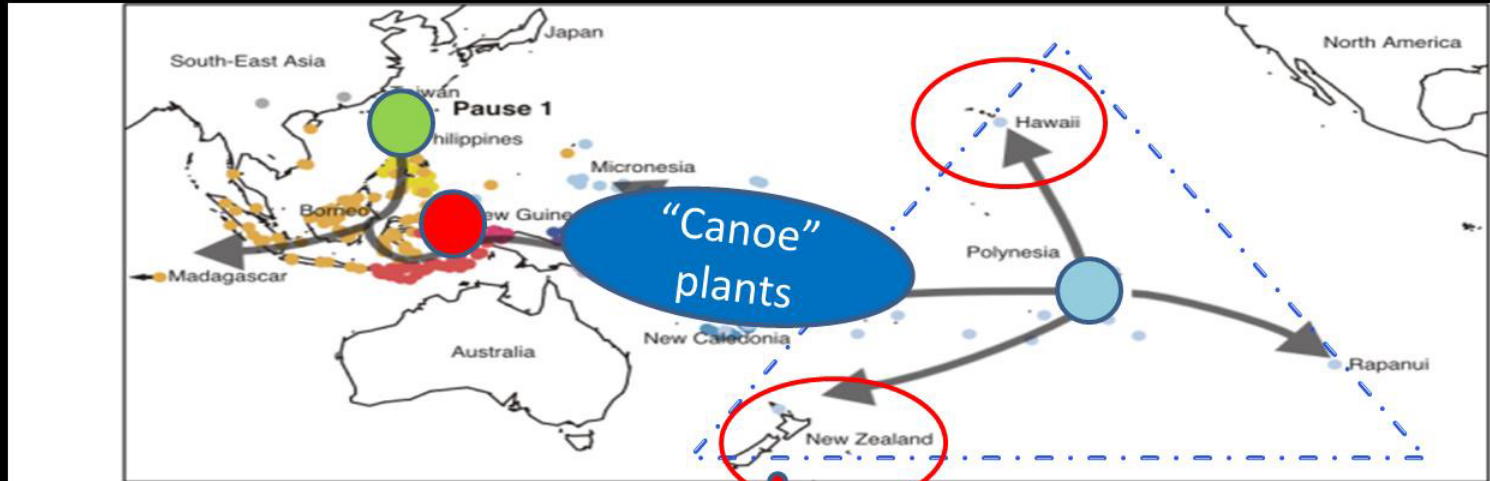 Japan
North America
South-East Asia
Pause 1
Hawaii
Micronesia
Borneo
"Canoe"
plants
Polynesia
Madagascar
New Caledonia
Australia
Rapanui
New Zealand